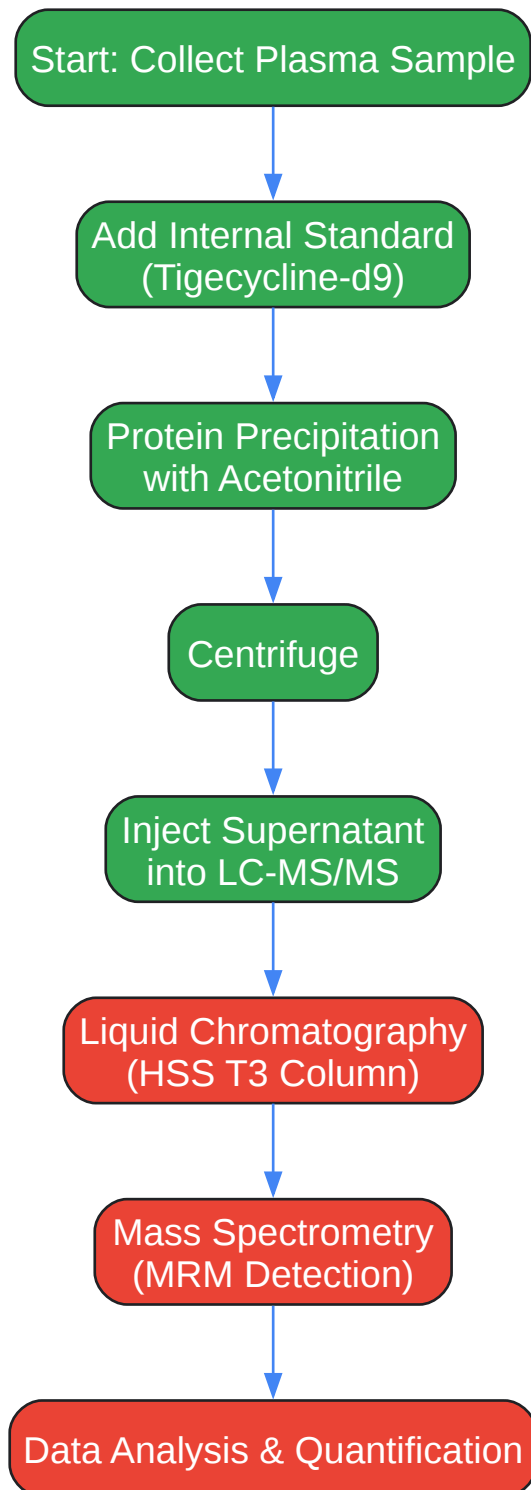 Start: Collect Plasma Sample
Add Internal Standard
(Tigecycline-d9)
Protein Precipitation
with Acetonitrile
Centrifuge
Inject Supernatant
into LC-MS/MS
Liquid Chromatography
(HSS T3 Column)
Mass Spectrometry
(MRM Detection)
Data Analysis & Quantification